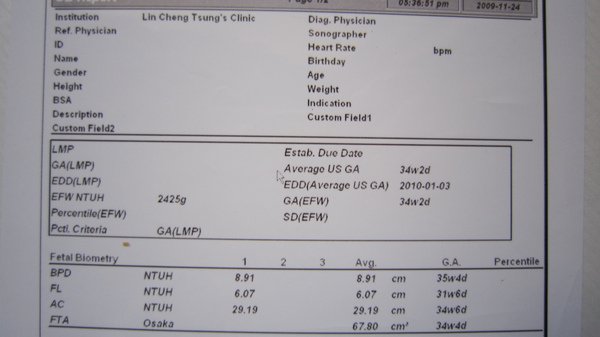 Page 1/2 05:36:51 pm 2009-11-24
Institution Lin Cheng Tsung's Clinic Diag. Physician
Ref. Physician Sonographer
ID Heart Rate bpm
Name Birthday
Gender Age
Height Weight
BSA Indication
Description Custom Field1
Custom Field2
LMP Estab. Due Date
GA(LMP) Average US GA 34w2d
EDD(LMP) EDD(Average US GA) 2010-01-03
EFW NTUH 2425g GA(EFW) 34w2d
Percentile(EFW) SD(EFW)
Pctl. Criteria GA(LMP)
Fetal Biometry 1 2 3 Avg. G.A. Percentile
BPD NTUH 8.91 8.91 cm 35w4d
FL NTUH 6.07 6.07 cm 31w6d
AC NTUH 29.19 29.19 cm 34w6d
FTA Osaka 67.80 cm² 34w4d